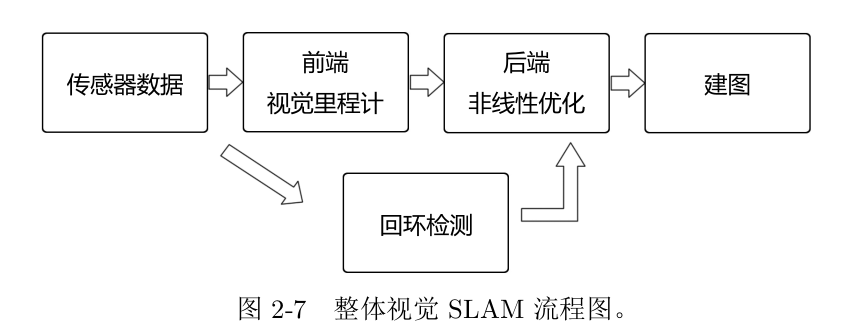 传感器数据
前端
视觉里程计
后端
非线性优化
建图
回环检测
图 2-7 整体视觉 SLAM 流程图。